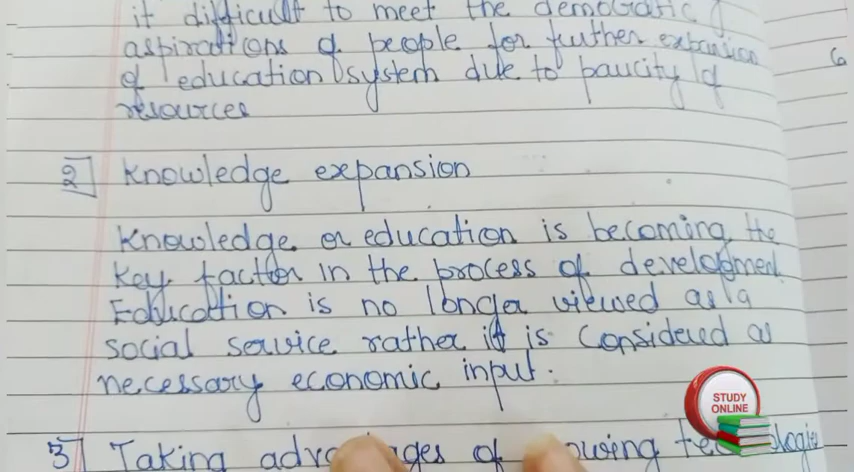 it difficult to meet the democratic
aspirations of people for further expansion
of education system due to paucity of
resources
6
2] Knowledge expansion
Knowledge or education is becoming the
key factor in the process of development
Education is no longer viewed as a
social service rather it is considered as
necessary economic input.
STUDY
ONLINE
3] Taking of